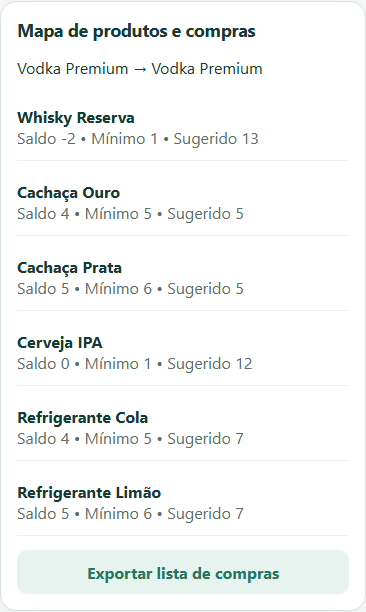 Mapa de produtos e compras
Vodka Premium → Vodka Premium
Whisky Reserva
Saldo -2 • Mínimo 1 • Sugerido 13
Cachaça Ouro
Saldo 4 • Mínimo 5 • Sugerido 5
Cachaça Prata
Saldo 5 • Mínimo 6 • Sugerido 5
Cerveja IPA
Saldo 0 • Mínimo 1 • Sugerido 12
Refrigerante Cola
Saldo 4 • Mínimo 5 • Sugerido 7
Refrigerante Limão
Saldo 5 • Mínimo 6 • Sugerido 7
Exportar lista de compras